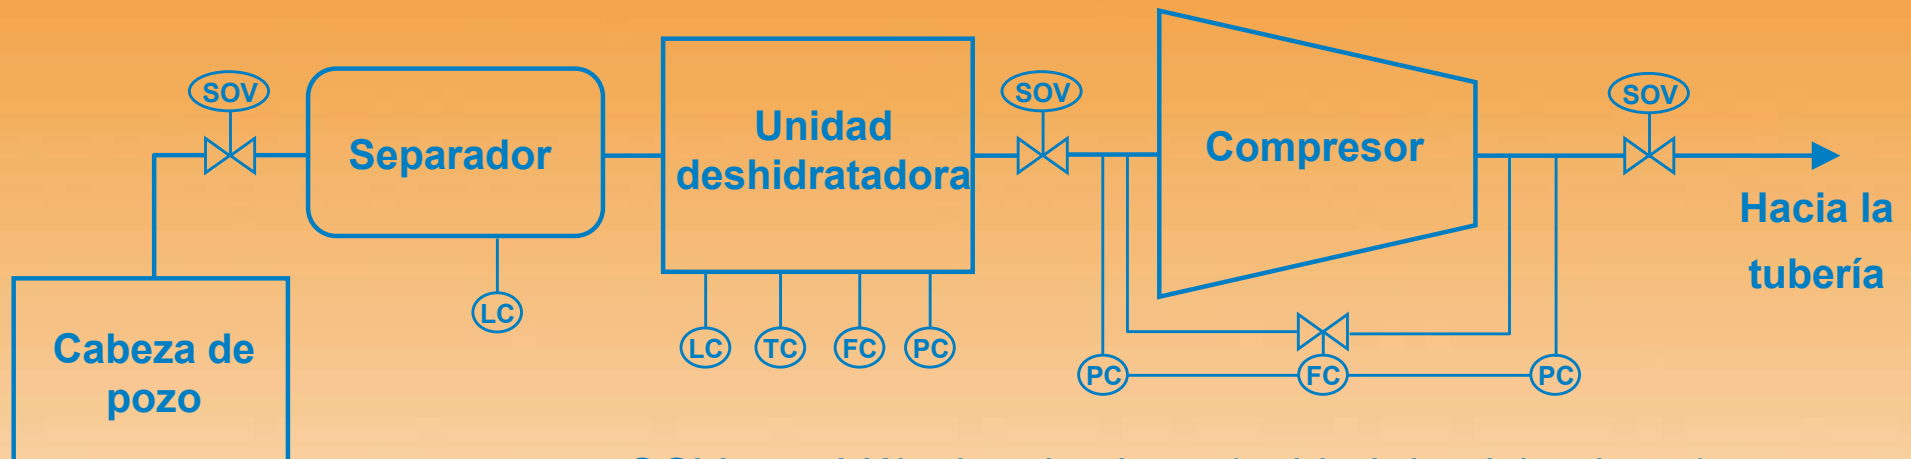 SOV
Separador
LC
Cabeza de
pozo
Unidad
deshidratadora
LC TC FC PC
SOV
Compresor
PC FC PC
SOV
Hacia la
tubería